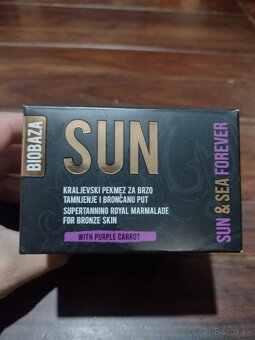 BIOBAZA
SUN
KRALJEVSKI PEKMEZ ZA BRZO
TAMNJENJE I BRONČANU PUT
SUPERTANNING ROYAL MARMALADE
FOR BRONZE SKIN
WITH PURPLE CARROT
SUN & SEA FOREVER
bazos.sk